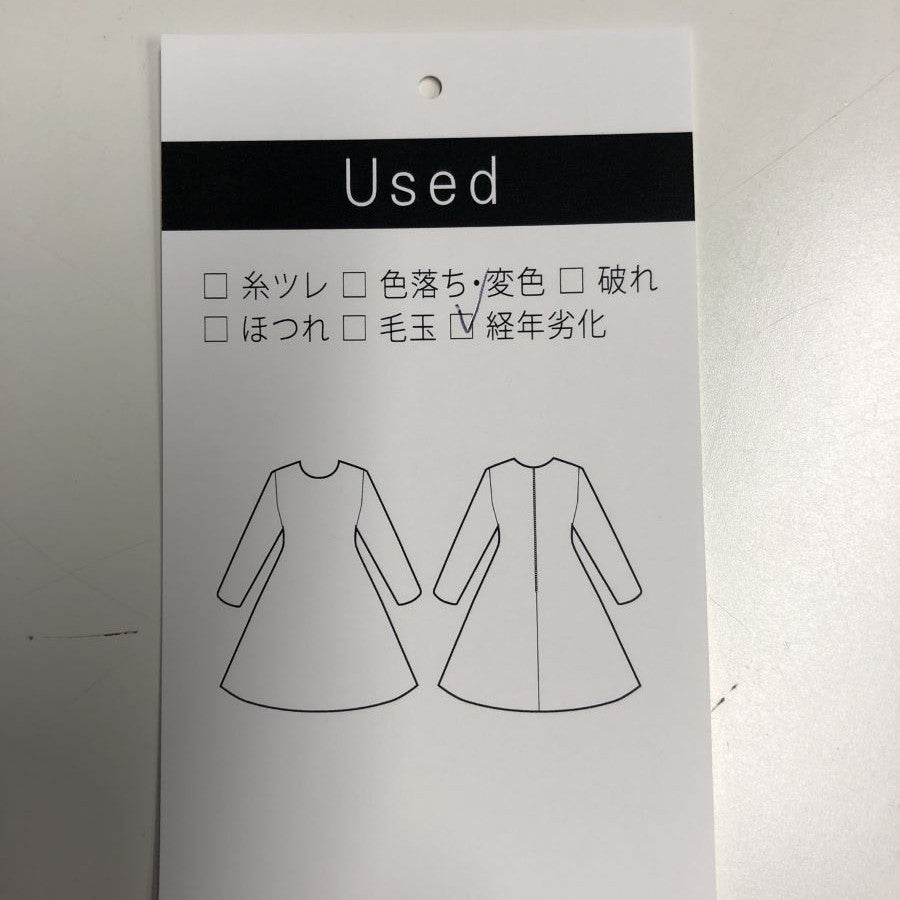 Used
□ 糸ツレ □ 色落ち・変色 □ 破れ
□ ほつれ □ 毛玉 ☑ 経年劣化